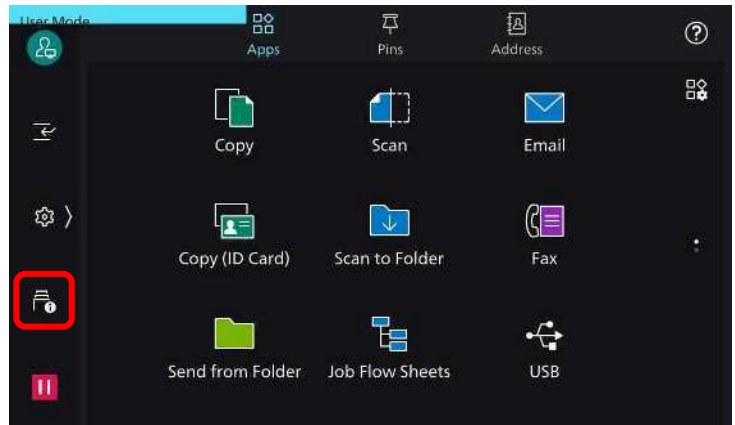 User Mode
Apps Pins Address
Copy Scan Email
Copy (ID Card) Scan to Folder Fax
Send from Folder Job Flow Sheets USB